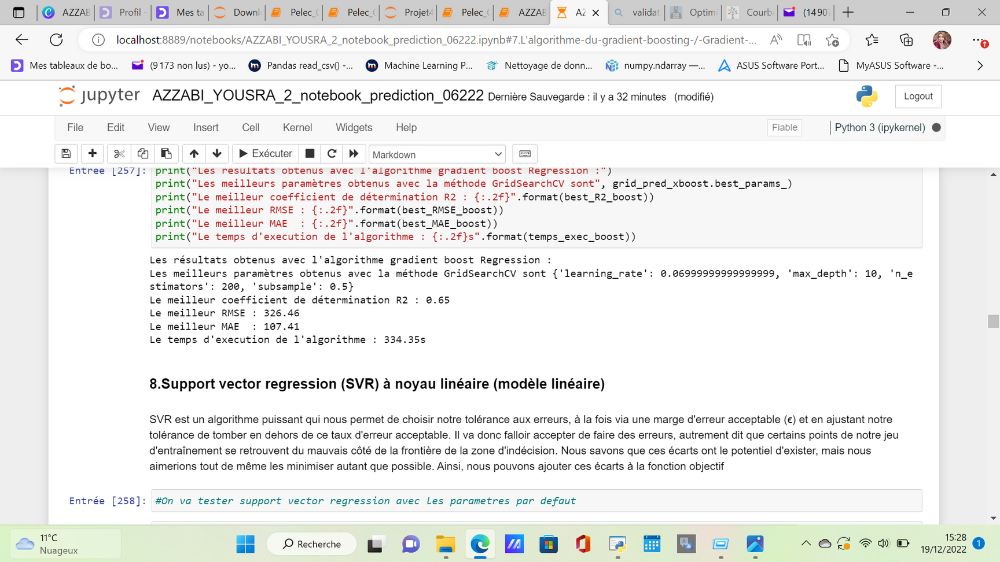 AZZAB
Profil -
Mes ta
Downl
Pelec_
Pelec_
Projet4
Pelec_
AZZAB
AZ
validat
Optimi
Courb
(14 907
localhost:8889/notebooks/AZZABI_YOUSRA_2_notebook_prediction_06222.ipynb#7.L'algorithme-du-gradient-boosting-/-Gradient-...
Mes tableaux de bo...
(9 173 non lus) - yo...
Pandas read_csv() -...
Machine Learning P...
Nettoyage de donn...
numpy.ndarray —...
ASUS Software Port...
MyASUS Software -...
jupyter AZZABI_YOUSRA_2_notebook_prediction_06222 Dernière Sauvegarde : il y a 32 minutes (modifié)
Logout
File Edit View Insert Cell Kernel Widgets Help
Fiable
Python 3 (ipykernel)
Exécuter
Markdown
Entrée [257]: print("Les résultats obtenus avec l'algorithme gradient boost Regression :")
print("Les meilleurs paramètres obtenus avec la méthode GridSearchCV sont", grid_pred_xboost.best_params_)
print("Le meilleur coefficient de détermination R2 : {:.2f}".format(best_R2_boost))
print("Le meilleur RMSE : {:.2f}".format(best_RMSE_boost))
print("Le meilleur MAE  : {:.2f}".format(best_MAE_boost))
print("Le temps d'execution de l'algorithme : {:.2f}s".format(temps_exec_boost))
Les résultats obtenus avec l'algorithme gradient boost Regression :
Les meilleurs paramètres obtenus avec la méthode GridSearchCV sont {'learning_rate': 0.06999999999999999, 'max_depth': 10, 'n_e
stimators': 200, 'subsample': 0.5}
Le meilleur coefficient de détermination R2 : 0.65
Le meilleur RMSE : 326.46
Le meilleur MAE  : 107.41
Le temps d'execution de l'algorithme : 334.35s
8.Support vector regression (SVR) à noyau linéaire (modèle linéaire)
SVR est un algorithme puissant qui nous permet de choisir notre tolérance aux erreurs, à la fois via une marge d'erreur acceptable (ϵ) et en ajustant notre
tolérance de tomber en dehors de ce taux d'erreur acceptable. Il va donc falloir accepter de faire des erreurs, autrement dit que certains points de notre jeu
d'entraînement se retrouvent du mauvais côté de la frontière de la zone d'indécision. Nous savons que ces écarts ont le potentiel d'exister, mais nous
aimerions tout de même les minimiser autant que possible. Ainsi, nous pouvons ajouter ces écarts à la fonction objectif
Entrée [258]: #On va tester support vector regression avec les parametres par defaut
11°C
Nuageux
Recherche
15:28
19/12/2022
1